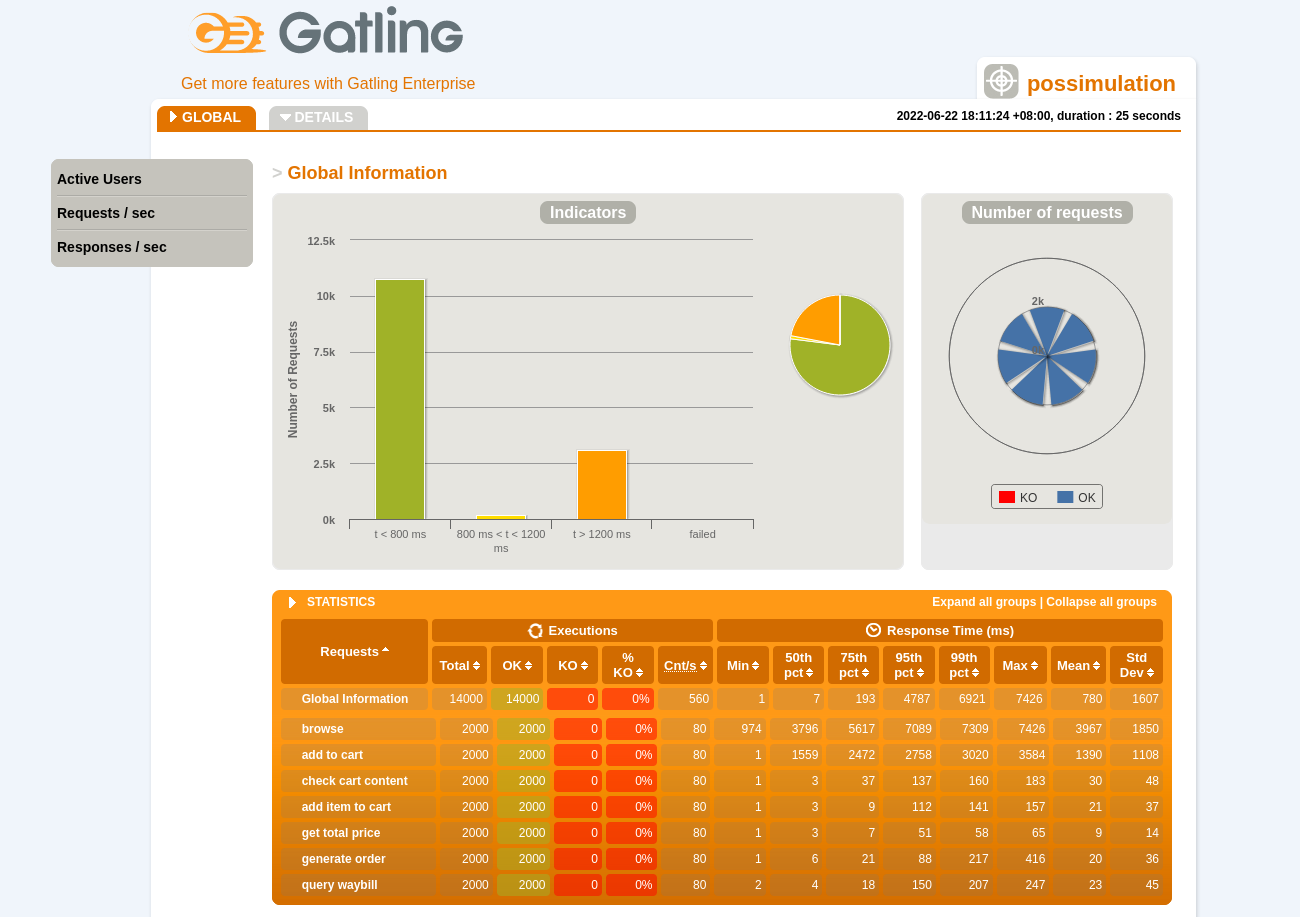 Gatling
Get more features with Gatling Enterprise
possimulation
GLOBAL DETAILS 2022-06-22 18:11:24 +08:00, duration : 25 seconds
Active Users
Requests / sec
Responses / sec
> Global Information
Indicators
Number of Requests
12.5k
10k
7.5k
5k
2.5k
0k
t < 800 ms
800 ms < t < 1200
ms
t > 1200 ms
failed
Number of requests
2k
KO OK
STATISTICS Expand all groups | Collapse all groups
Requests Executions Response Time (ms)
Total OK KO % KO Cnt/s Min 50th pct 75th pct 95th pct 99th pct Max Mean Std Dev
Global Information 14000 14000 0 0% 560 1 7 193 4787 6921 7426 780 1607
browse 2000 2000 0 0% 80 974 3796 5617 7089 7309 7426 3967 1850
add to cart 2000 2000 0 0% 80 1 1559 2472 2758 3020 3584 1390 1108
check cart content 2000 2000 0 0% 80 1 3 37 137 160 183 30 48
add item to cart 2000 2000 0 0% 80 1 3 9 112 141 157 21 37
get total price 2000 2000 0 0% 80 1 3 7 51 58 65 9 14
generate order 2000 2000 0 0% 80 1 6 21 88 217 416 20 36
query waybill 2000 2000 0 0% 80 2 4 18 150 207 247 23 45